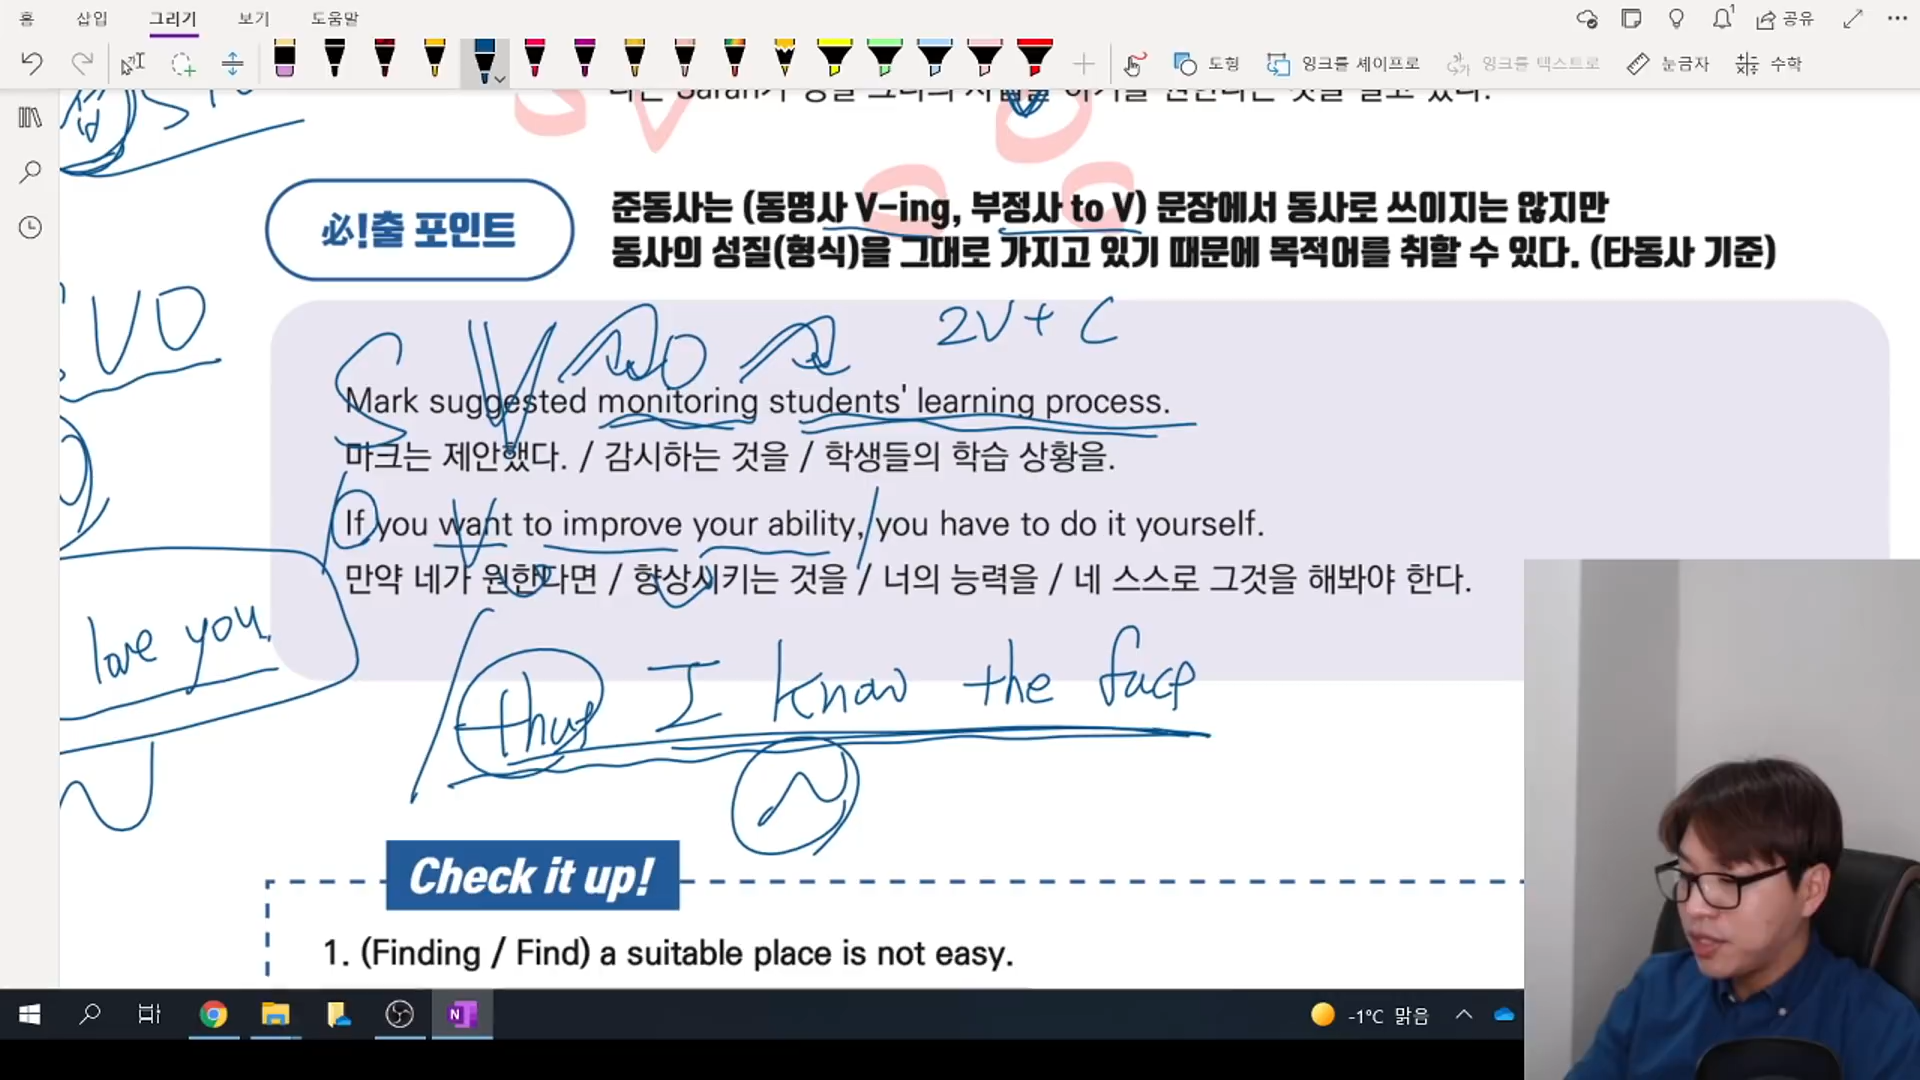 홈 삽입 그리기 보기 도움말 1 공유
도형 잉크를 셰이프로 잉크를 텍스트로 눈금자 수학
必!출 포인트
준동사는 (동명사 V-ing, 부정사 to V) 문장에서 동사로 쓰이지는 않지만
동사의 성질(형식)을 그대로 가지고 있기 때문에 목적어를 취할 수 있다. (타동사 기준)
S V O 2V + C
VO
Mark suggested monitoring students' learning process.
마크는 제안했다. / 감시하는 것을 / 학생들의 학습 상황을.
If you want to improve your ability, you have to do it yourself.
만약 네가 원한다면 / 향상시키는 것을 / 너의 능력을 / 네 스스로 그것을 해봐야 한다.
love you.
that I know the face
N
Check it up!
1. (Finding / Find) a suitable place is not easy.
-1°C 맑음